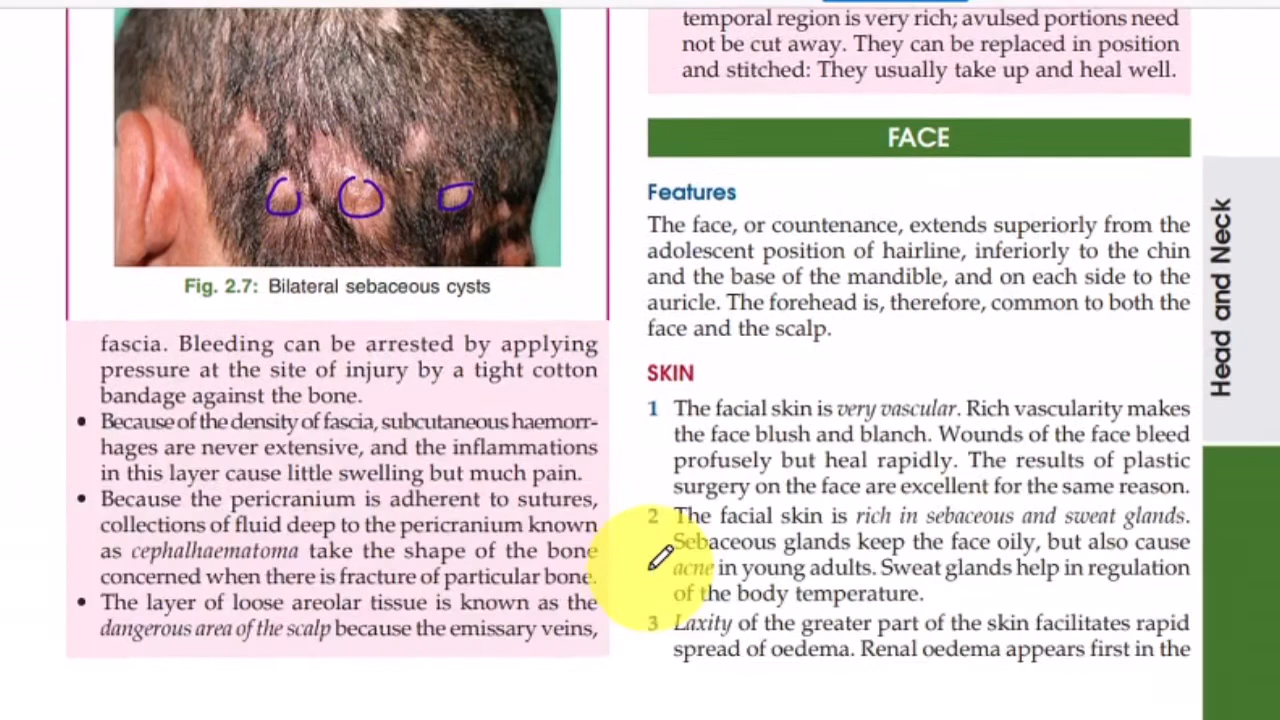 Fig. 2.7: Bilateral sebaceous cysts
fascia. Bleeding can be arrested by applying
pressure at the site of injury by a tight cotton
bandage against the bone.
• Because of the density of fascia, subcutaneous haemorr-
hages are never extensive, and the inflammations
in this layer cause little swelling but much pain.
• Because the pericranium is adherent to sutures,
collections of fluid deep to the pericranium known
as cephalhaematoma take the shape of the bone
concerned when there is fracture of particular bone.
• The layer of loose areolar tissue is known as the
dangerous area of the scalp because the emissary veins,
temporal region is very rich; avulsed portions need
not be cut away. They can be replaced in position
and stitched: They usually take up and heal well.
FACE
Features
The face, or countenance, extends superiorly from the
adolescent position of hairline, inferiorly to the chin
and the base of the mandible, and on each side to the
auricle. The forehead is, therefore, common to both the
face and the scalp.
SKIN
1 The facial skin is very vascular. Rich vascularity makes
the face blush and blanch. Wounds of the face bleed
profusely but heal rapidly. The results of plastic
surgery on the face are excellent for the same reason.
2 The facial skin is rich in sebaceous and sweat glands.
Sebaceous glands keep the face oily, but also cause
acne in young adults. Sweat glands help in regulation
of the body temperature.
3 Laxity of the greater part of the skin facilitates rapid
spread of oedema. Renal oedema appears first in the
Head and Neck